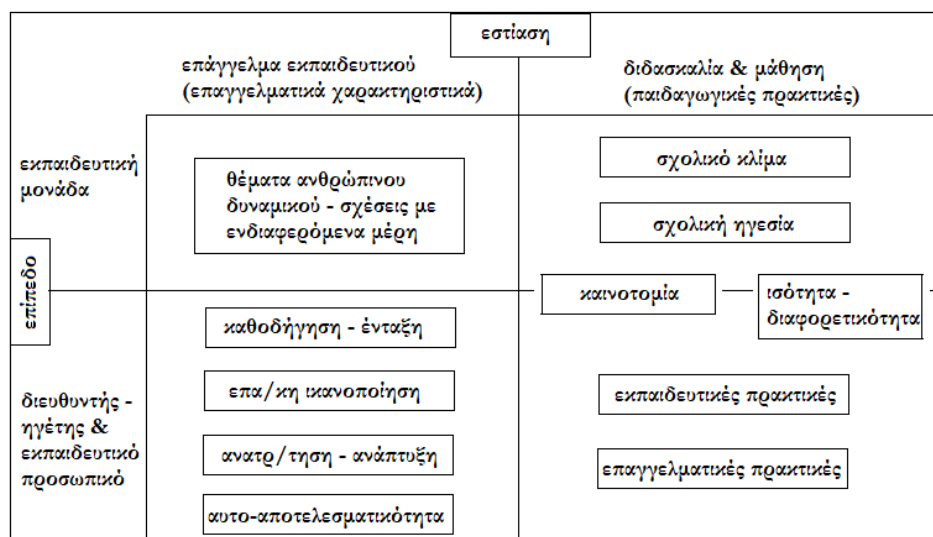 εστίαση
επάγγελμα εκπαιδευτικού
(επαγγελματικά χαρακτηριστικά)
διδασκαλία & μάθηση
(παιδαγωγικές πρακτικές)
εκπαιδευτική
μονάδα
θέματα ανθρώπινου
δυναμικού - σχέσεις με
ενδιαφερόμενα μέρη
σχολικό κλίμα
σχολική ηγεσία
επίπεδο
καινοτομία
ισότητα -
διαφορετικότητα
διευθυντής -
ηγέτης &
εκπαιδευτικό
προσωπικό
καθοδήγηση - ένταξη
επα/κη ικανοποίηση
ανατρ/τηση - ανάπτυξη
αυτο-αποτελεσματικότητα
εκπαιδευτικές πρακτικές
επαγγελματικές πρακτικές